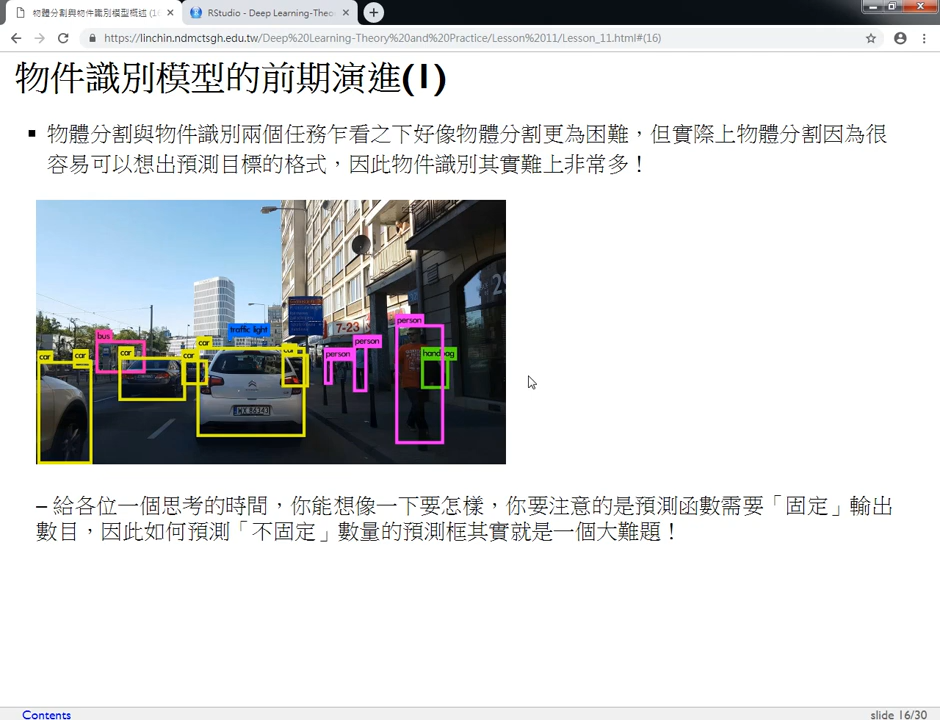 物體分割與物件識別模型概述 (1
RStudio - Deep Learning-Theo
https://linchin.ndmctsgh.edu.tw/Deep%20Learning-Theory%20and%20Practice/Lesson%2011/Lesson_11.html#(16)
物件識別模型的前期演進(1)
物體分割與物件識別兩個任務乍看之下好像物體分割更為困難，但實際上物體分割因為很
容易可以想出預測目標的格式，因此物件識別其實難上非常多！
traffic light
7-23
person
bus
car
person
car
car
car
car
person
handbag
WX 86343
– 給各位一個思考的時間，你能想像一下要怎樣，你要注意的是預測函數需要「固定」輸出
數目，因此如何預測「不固定」數量的預測框其實就是一個大難題！
Contents
slide 16/30